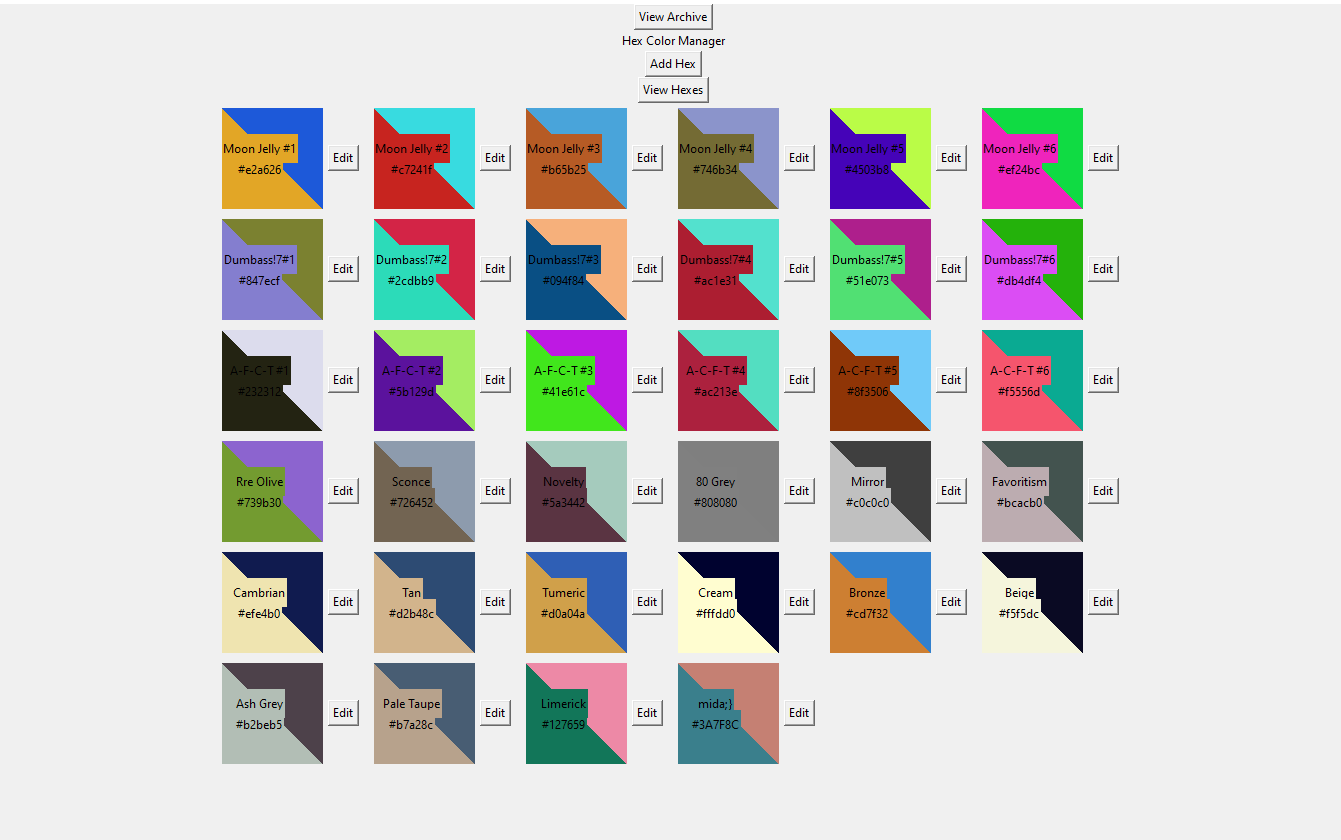 View Archive
Hex Color Manager
Add Hex
View Hexes
Moon Jelly #1 Edit Moon Jelly #2 Edit Moon Jelly #3 Edit Moon Jelly #4 Edit Moon Jelly #5 Edit Moon Jelly #6 Edit
#e2a626 #c7241f #b65b25 #746b34 #4503b8 #ef24bc
Dumbass!7#1 Edit Dumbass!7#2 Edit Dumbass!7#3 Edit Dumbass!7#4 Edit Dumbass!7#5 Edit Dumbass!7#6 Edit
#847ecf #2cdbb9 #094f84 #ac1e31 #51e073 #db4df4
A-F-C-T #1 Edit A-F-C-T #2 Edit A-F-C-T #3 Edit A-C-F-T #4 Edit A-C-F-T #5 Edit A-C-F-T #6 Edit
#232312 #5b129d #41e61c #ac213e #8f3506 #f5556d
Rre Olive Edit Sconce Edit Novelty Edit 80 Grey Edit Mirror Edit Favoritism Edit
#739b30 #726452 #5a3442 #808080 #c0c0c0 #bcacb0
Cambrian Edit Tan Edit Tumeric Edit Cream Edit Bronze Edit Beige Edit
#efe4b0 #d2b48c #d0a04a #fffdd0 #cd7f32 #f5f5dc
Ash Grey Edit Pale Taupe Edit Limerick Edit mida;} Edit
#b2beb5 #b7a28c #127659 #3A7F8C